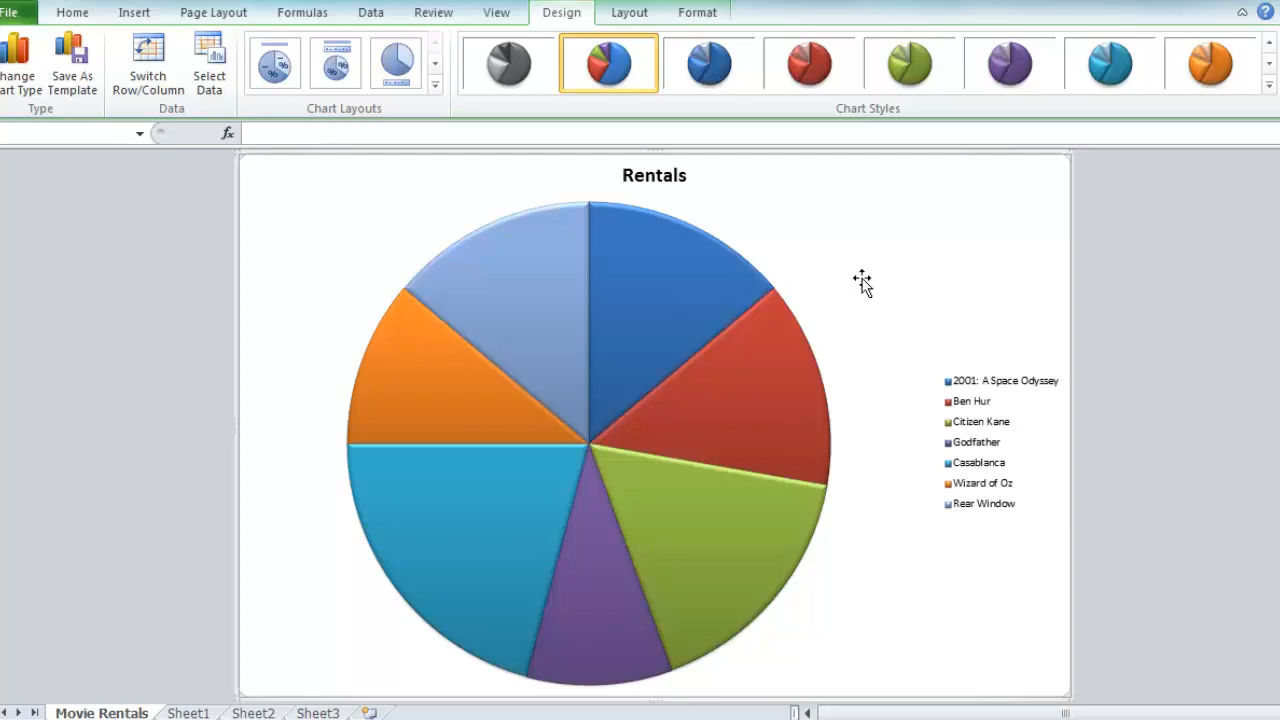 File Home Insert Page Layout Formulas Data Review View Design Layout Format
Save As Switch Select
Template Row/Column Data
Type Data Chart Layouts Chart Styles
fx
Rentals
2001: A Space Odyssey
Ben Hur
Citizen Kane
Godfather
Casablanca
Wizard of Oz
Rear Window
Movie Rentals Sheet1 Sheet2 Sheet3